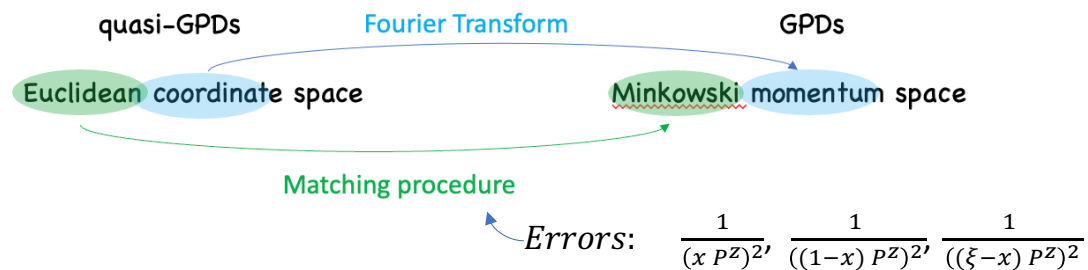 quasi-GPDs Fourier Transform GPDs
Euclidean coordinate space Minkowski momentum space
Matching procedure
Errors: 1/(x P^z)^2, 1/((1−x) P^z)^2, 1/((ξ−x) P^z)^2